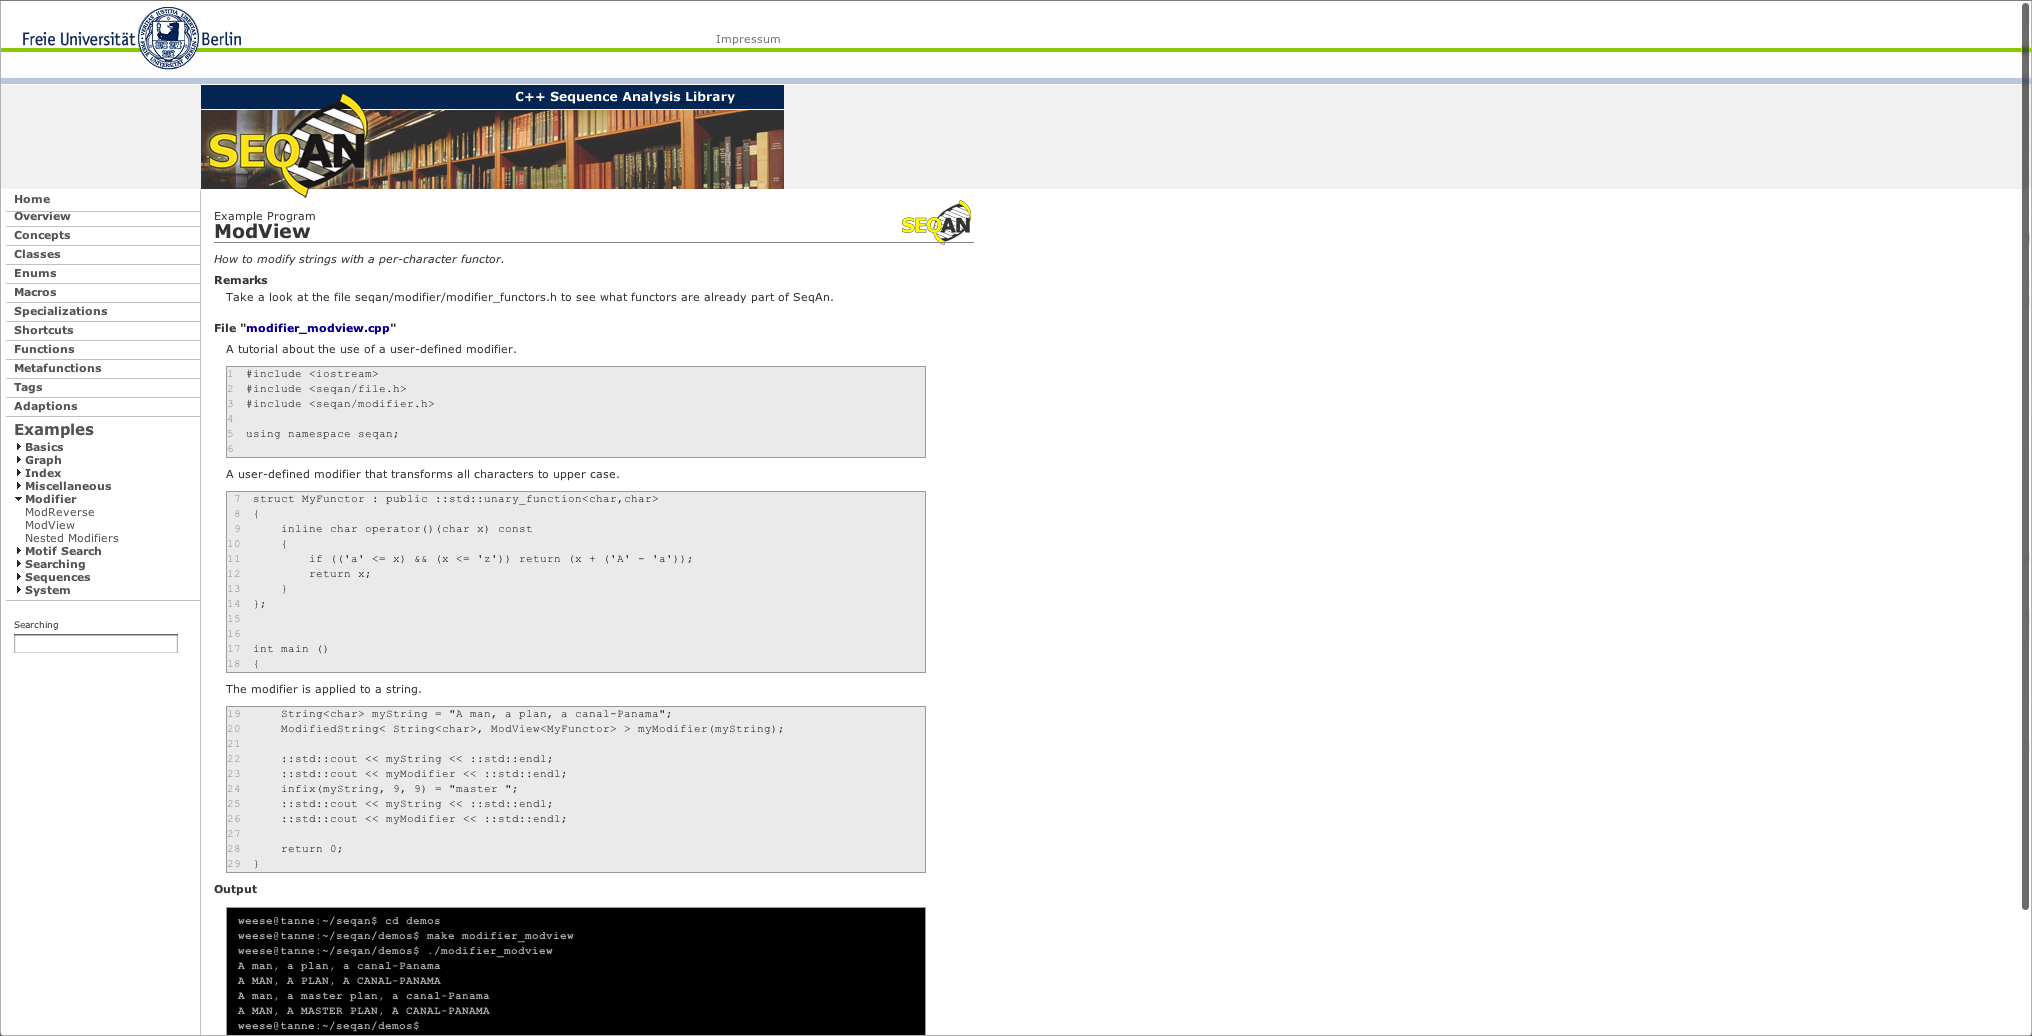 Freie Universität Berlin
Impressum
C++ Sequence Analysis Library
SEQAN
Home
Overview
Concepts
Classes
Enums
Macros
Specializations
Shortcuts
Functions
Metafunctions
Tags
Adaptions
Examples
Basics
Graph
Index
Miscellaneous
Modifier
ModReverse
ModView
Nested Modifiers
Motif Search
Searching
Sequences
System
Searching
Example Program
ModView
SEQAN
How to modify strings with a per-character functor.
Remarks
Take a look at the file seqan/modifier/modifier_functors.h to see what functors are already part of SeqAn.
File "modifier_modview.cpp"
A tutorial about the use of a user-defined modifier.
1 #include <iostream>
2 #include <seqan/file.h>
3 #include <seqan/modifier.h>
4
5 using namespace seqan;
6
A user-defined modifier that transforms all characters to upper case.
7 struct MyFunctor : public ::std::unary_function<char,char>
8 {
9     inline char operator()(char x) const
10     {
11         if (('a' <= x) && (x <= 'z')) return (x + ('A' - 'a'));
12         return x;
13     }
14 };
15
16
17 int main ()
18 {
The modifier is applied to a string.
19     String<char> myString = "A man, a plan, a canal-Panama";
20     ModifiedString< String<char>, ModView<MyFunctor> > myModifier(myString);
21
22     ::std::cout << myString << ::std::endl;
23     ::std::cout << myModifier << ::std::endl;
24     infix(myString, 9, 9) = "master ";
25     ::std::cout << myString << ::std::endl;
26     ::std::cout << myModifier << ::std::endl;
27
28     return 0;
29 }
Output
weese@tanne:~/seqan$ cd demos
weese@tanne:~/seqan/demos$ make modifier_modview
weese@tanne:~/seqan/demos$ ./modifier_modview
A man, a plan, a canal-Panama
A MAN, A PLAN, A CANAL-PANAMA
A man, a master plan, a canal-Panama
A MAN, A MASTER PLAN, A CANAL-PANAMA
weese@tanne:~/seqan/demos$